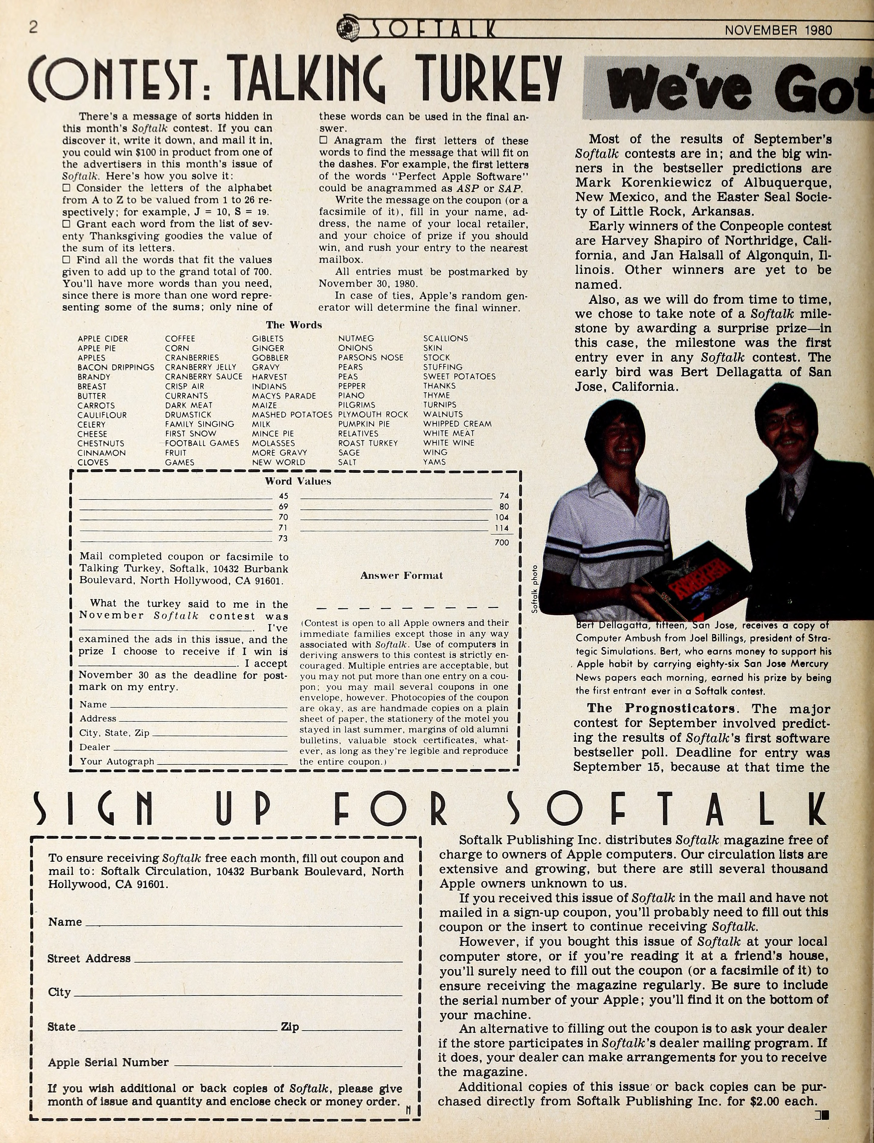 2
SOFTALK
NOVEMBER 1980
CONTEST: TALKING TURKEY
There's a message of sorts hidden in
this month's Softalk contest. If you can
discover it, write it down, and mail it in,
you could win $100 in product from one of
the advertisers in this month's issue of
Softalk. Here's how you solve it:
□ Consider the letters of the alphabet
from A to Z to be valued from 1 to 26 re-
spectively; for example, J = 10, S = 19.
□ Grant each word from the list of sev-
enty Thanksgiving goodies the value of
the sum of its letters.
□ Find all the words that fit the values
given to add up to the grand total of 700.
You'll have more words than you need,
since there is more than one word repre-
senting some of the sums; only nine of
these words can be used in the final an-
swer.
□ Anagram the first letters of these
words to find the message that will fit on
the dashes. For example, the first letters
of the words "Perfect Apple Software"
could be anagrammed as ASP or SAP.
Write the message on the coupon (or a
facsimile of it), fill in your name, ad-
dress, the name of your local retailer,
and your choice of prize if you should
win, and rush your entry to the nearest
mailbox.
All entries must be postmarked by
November 30, 1980.
In case of ties, Apple's random gen-
erator will determine the final winner.
The Words
APPLE CIDER
APPLE PIE
APPLES
BACON DRIPPINGS
BRANDY
BREAST
BUTTER
CARROTS
CAULIFLOUR
CELERY
CHEESE
CHESTNUTS
CINNAMON
CLOVES
COFFEE
CORN
CRANBERRIES
CRANBERRY JELLY
CRANBERRY SAUCE
CRISP AIR
CURRANTS
DARK MEAT
DRUMSTICK
FAMILY SINGING
FIRST SNOW
FOOTBALL GAMES
FRUIT
GAMES
GIBLETS
GINGER
GOBBLER
GRAVY
HARVEST
INDIANS
MACYS PARADE
MAIZE
MASHED POTATOES
MILK
MINCE PIE
MOLASSES
MORE GRAVY
NEW WORLD
NUTMEG
ONIONS
PARSONS NOSE
PEARS
PEAS
PEPPER
PIANO
PILGRIMS
PLYMOUTH ROCK
PUMPKIN PIE
RELATIVES
ROAST TURKEY
SAGE
SALT
SCALLIONS
SKIN
STOCK
STUFFING
SWEET POTATOES
THANKS
THYME
TURNIPS
WALNUTS
WHIPPED CREAM
WHITE MEAT
WHITE WINE
WING
YAMS
Word Values
45
69
70
71
73
74
80
104
114
700
Mail completed coupon or facsimile to
Talking Turkey, Softalk, 10432 Burbank
Boulevard, North Hollywood, CA 91601.
What the turkey said to me in the
November Softalk contest was
. I've
examined the ads in this issue, and the
prize I choose to receive if I win is
. I accept
November 30 as the deadline for post-
mark on my entry.
Name
Address
City, State, Zip
Dealer
Your Autograph
Answer Format
(Contest is open to all Apple owners and their
immediate families except those in any way
associated with Softalk. Use of computers in
deriving answers to this contest is strictly en-
couraged. Multiple entries are acceptable, but
you may not put more than one entry on a cou-
pon; you may mail several coupons in one
envelope, however. Photocopies of the coupon
are okay, as are handmade copies on a plain
sheet of paper, the stationery of the motel you
stayed in last summer, margins of old alumni
bulletins, valuable stock certificates, what-
ever, as long as they're legible and reproduce
the entire coupon.)
We've Got
Most of the results of September's
Softalk contests are in; and the big win-
ners in the bestseller predictions are
Mark Korenkiewicz of Albuquerque,
New Mexico, and the Easter Seal Socie-
ty of Little Rock, Arkansas.
Early winners of the Conpeople contest
are Harvey Shapiro of Northridge, Cali-
fornia, and Jan Halsall of Algonquin, Il-
linois. Other winners are yet to be
named.
Also, as we will do from time to time,
we chose to take note of a Softalk mile-
stone by awarding a surprise prize—in
this case, the milestone was the first
entry ever in any Softalk contest. The
early bird was Bert Dellagatta of San
Jose, California.
Softalk photo
COMPUTER
AMBUSH
Bert Dellagatta, fifteen, San Jose, receives a copy of
Computer Ambush from Joel Billings, president of Stra-
tegic Simulations. Bert, who earns money to support his
Apple habit by carrying eighty-six San Jose Mercury
News papers each morning, earned his prize by being
the first entrant ever in a Softalk contest.
The Prognosticators. The major
contest for September involved predict-
ing the results of Softalk's first software
bestseller poll. Deadline for entry was
September 15, because at that time the
SIGN UP FOR SOFTALK
To ensure receiving Softalk free each month, fill out coupon and
mail to: Softalk Circulation, 10432 Burbank Boulevard, North
Hollywood, CA 91601.
Name
Street Address
City
State Zip
Apple Serial Number
If you wish additional or back copies of Softalk, please give
month of issue and quantity and enclose check or money order.
N
Softalk Publishing Inc. distributes Softalk magazine free of
charge to owners of Apple computers. Our circulation lists are
extensive and growing, but there are still several thousand
Apple owners unknown to us.
If you received this issue of Softalk in the mail and have not
mailed in a sign-up coupon, you'll probably need to fill out this
coupon or the insert to continue receiving Softalk.
However, if you bought this issue of Softalk at your local
computer store, or if you're reading it at a friend's house,
you'll surely need to fill out the coupon (or a facsimile of it) to
ensure receiving the magazine regularly. Be sure to include
the serial number of your Apple; you'll find it on the bottom of
your machine.
An alternative to filling out the coupon is to ask your dealer
if the store participates in Softalk's dealer mailing program. If
it does, your dealer can make arrangements for you to receive
the magazine.
Additional copies of this issue or back copies can be pur-
chased directly from Softalk Publishing Inc. for $2.00 each.